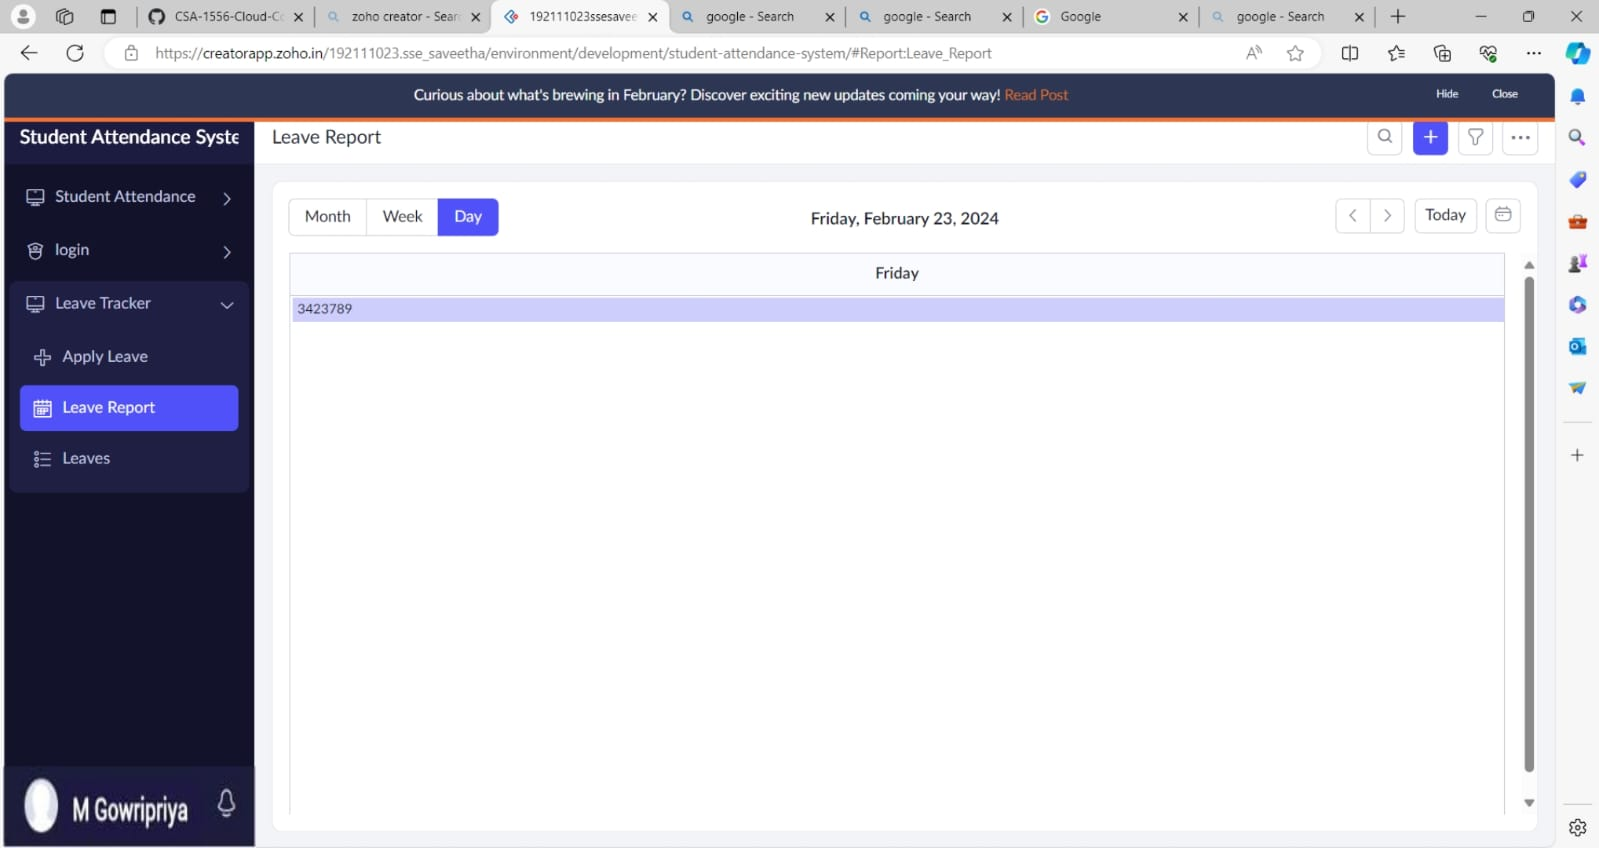 CSA-1556-Cloud-Cc
zoho creator - Sear
192111023ssesavee
google - Search
google - Search
Google
google - Search
https://creatorapp.zoho.in/192111023.sse_saveetha/environment/development/student-attendance-system/#Report:Leave_Report
Curious about what's brewing in February? Discover exciting new updates coming your way! Read Post
Hide
Close
Student Attendance Syste
Leave Report
Student Attendance
login
Leave Tracker
Apply Leave
Leave Report
Leaves
Month
Week
Day
Friday, February 23, 2024
Today
Friday
3423789
M Gowripriya